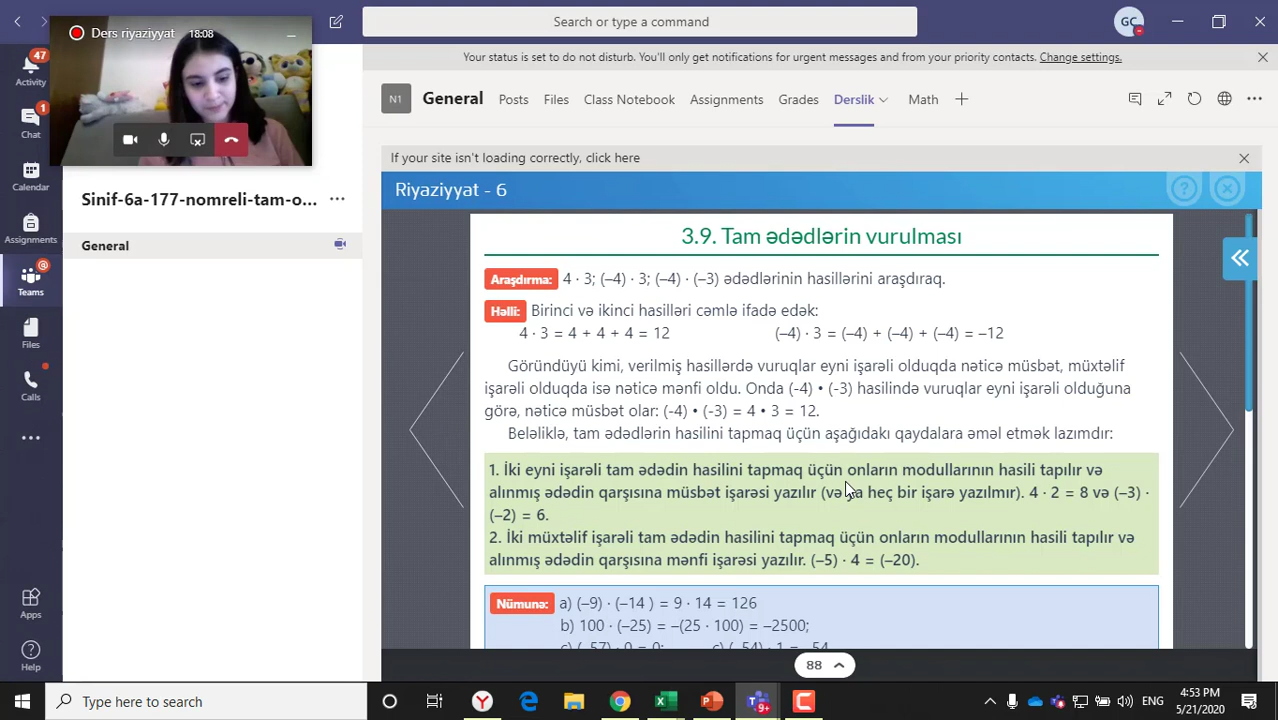 Search or type a command
GC
Ders riyaziyyat 18:08
Your status is set to do not disturb. You'll only get notifications for urgent messages and from your priority contacts. Change settings.
47
Activity
1
Chat
Calendar
Assignments
@
Teams
Files
Calls
Apps
Help
Sinif-6a-177-nomreli-tam-o...
General
N1
General
Posts
Files
Class Notebook
Assignments
Grades
Derslik
Math
If your site isn't loading correctly, click here
Riyaziyyat - 6
3.9. Tam ədədlərin vurulması
Araşdırma: 4 · 3; (–4) · 3; (–4) · (–3) ədədlərinin hasillərini araşdıraq.
Həlli: Birinci və ikinci hasilləri cəmlə ifadə edək:
4 · 3 = 4 + 4 + 4 = 12 (–4) · 3 = (–4) + (–4) + (–4) = –12
Göründüyü kimi, verilmiş hasillərdə vuruqlar eyni işarəli olduqda nəticə müsbət, müxtəlif
işarəli olduqda isə nəticə mənfi oldu. Onda (-4) • (-3) hasilində vuruqlar eyni işarəli olduğuna
görə, nəticə müsbət olar: (-4) • (-3) = 4 • 3 = 12.
Beləliklə, tam ədədlərin hasilini tapmaq üçün aşağıdakı qaydalara əməl etmək lazımdır:
1. İki eyni işarəli tam ədədin hasilini tapmaq üçün onların modullarının hasili tapılır və
alınmış ədədin qarşısına müsbət işarəsi yazılır (və heç bir işarə yazılmır). 4 · 2 = 8 və (–3) ·
(–2) = 6.
2. İki müxtəlif işarəli tam ədədin hasilini tapmaq üçün onların modullarının hasili tapılır və
alınmış ədədin qarşısına mənfi işarəsi yazılır. (–5) · 4 = (–20).
Nümunə: a) (–9) · (–14 ) = 9 · 14 = 126
b) 100 · (–25) = –(25 · 100) = –2500;
88
Type here to search
9+
ENG
4:53 PM
5/21/2020